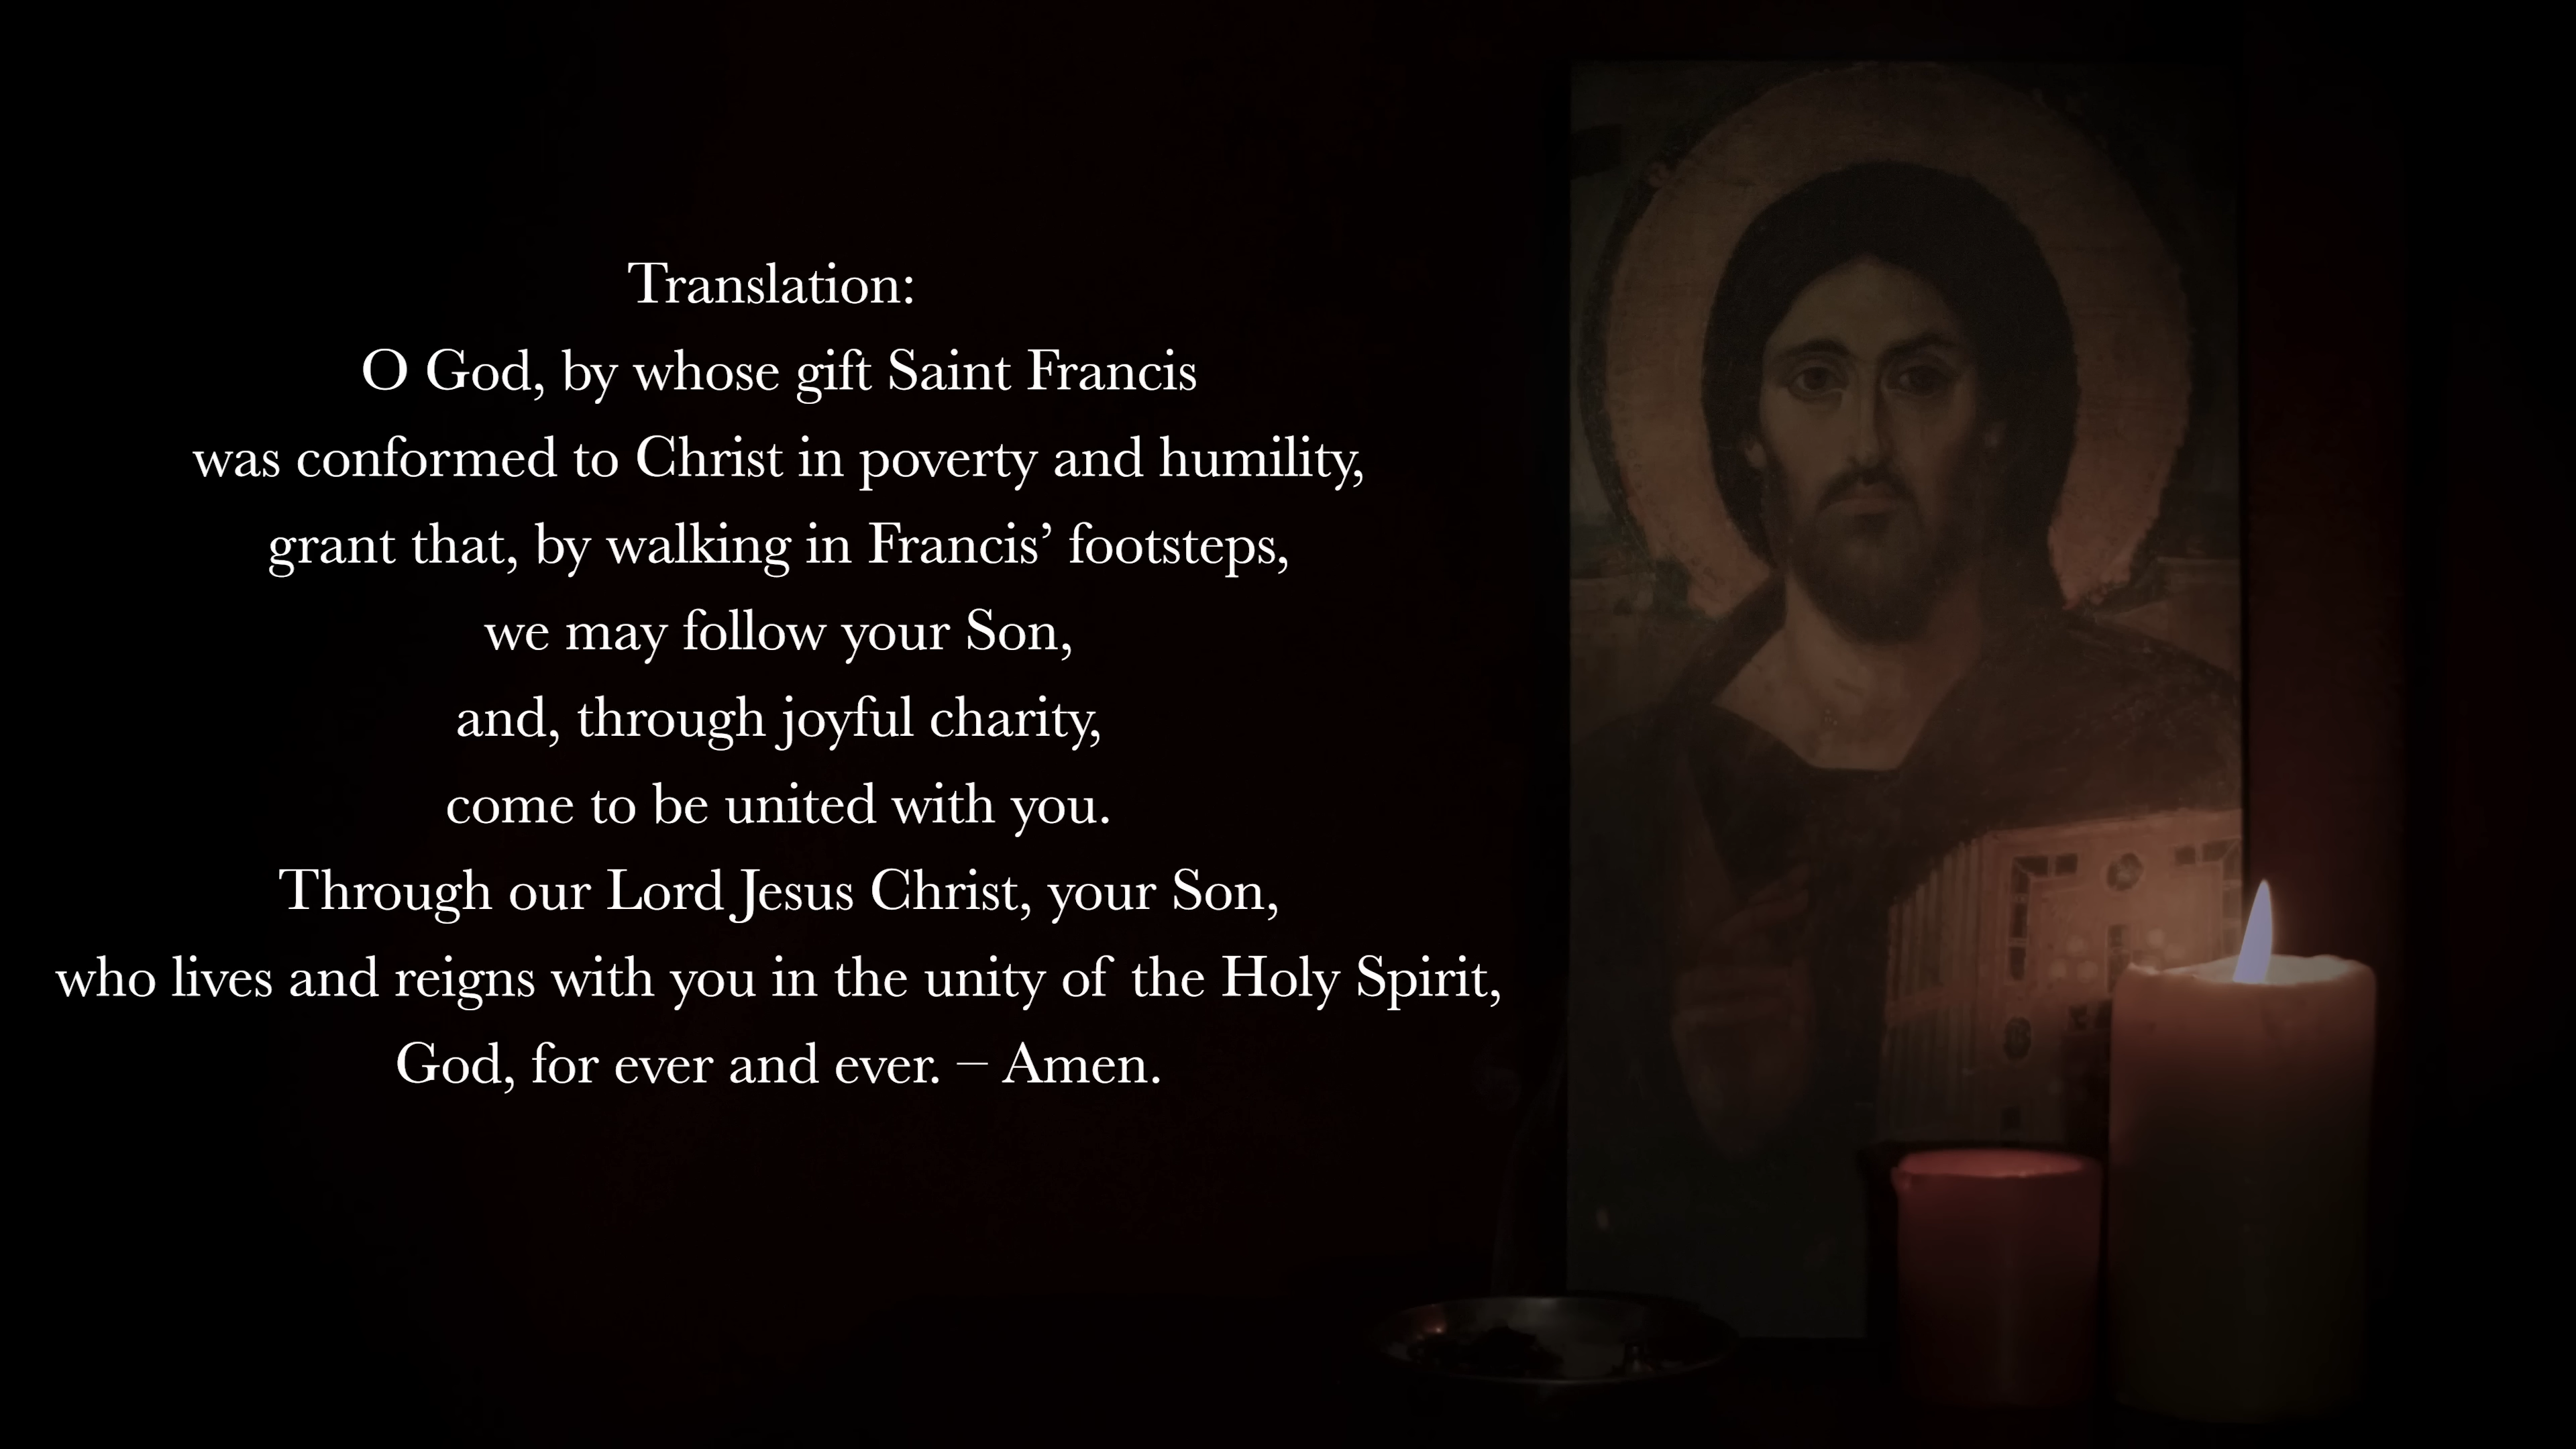 Translation:
O God, by whose gift Saint Francis
was conformed to Christ in poverty and humility,
grant that, by walking in Francis’ footsteps,
we may follow your Son,
and, through joyful charity,
come to be united with you.
Through our Lord Jesus Christ, your Son,
who lives and reigns with you in the unity of the Holy Spirit,
God, for ever and ever. – Amen.